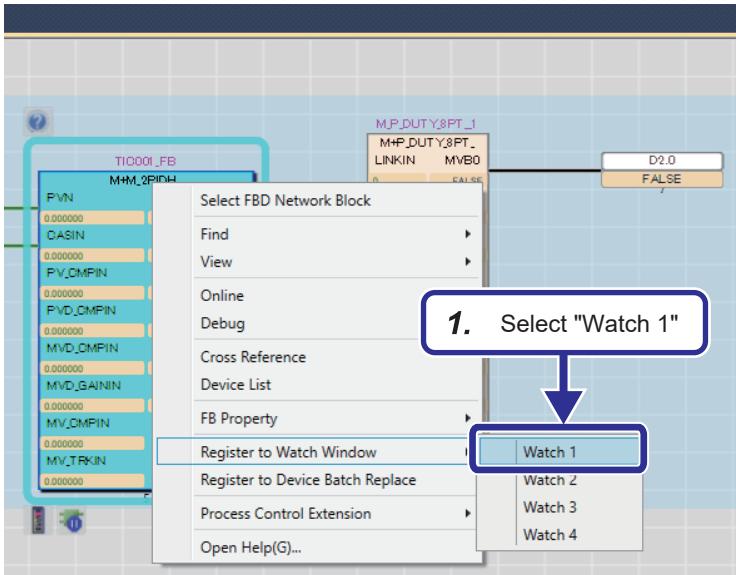 M_P_DUTY_8PT_1
M+P_DUTY_8PT_
LINKIN MVB0
FALSE
D2.0
FALSE
TIC001_FB
M+M_2PIDH
PVN
0.000000
CASIN
0.000000
PV_CMPIN
0.000000
PVD_CMPIN
0.000000
MVD_CMPIN
0.000000
MVD_GAININ
0.000000
MV_CMPIN
0.000000
MV_TRKIN
0.000000
Select FBD Network Block
Find
View
Online
Debug
Cross Reference
Device List
FB Property
Register to Watch Window
Register to Device Batch Replace
Process Control Extension
Open Help(G)...
1. Select "Watch 1"
Watch 1
Watch 2
Watch 3
Watch 4